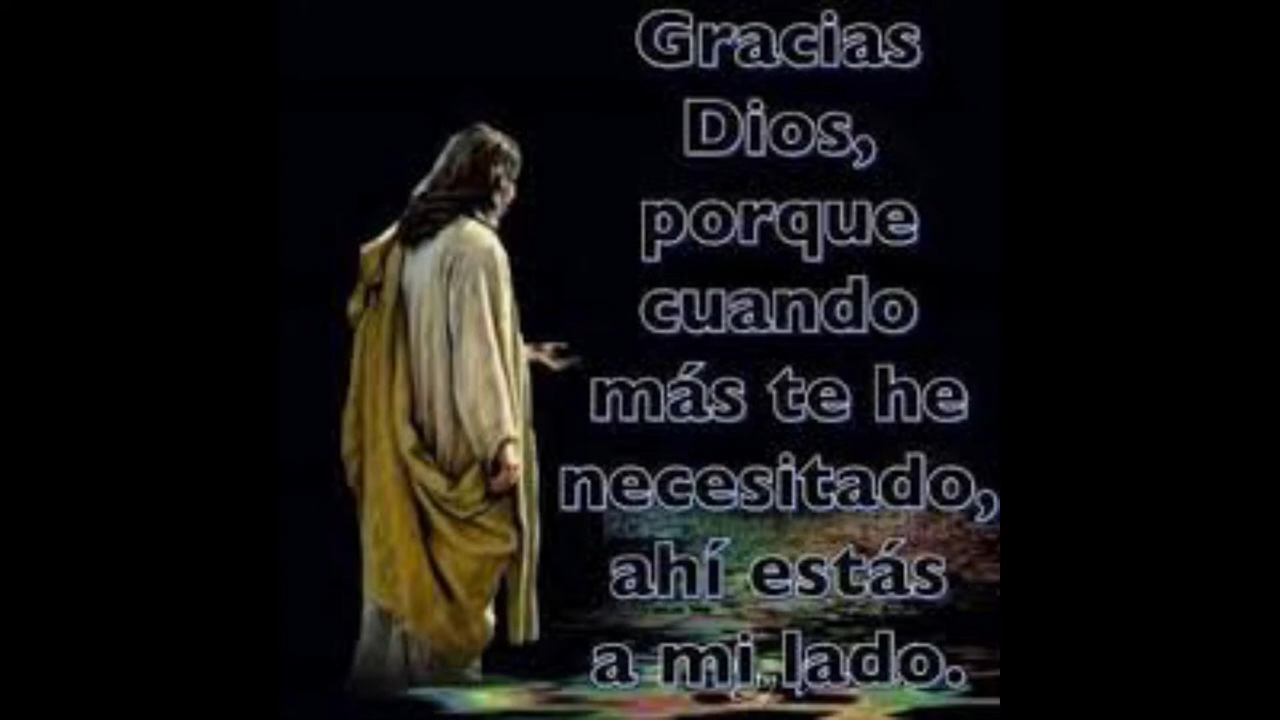 Gracias
Dios,
porque
cuando
más te he
necesitado,
ahí estás
a mi lado.